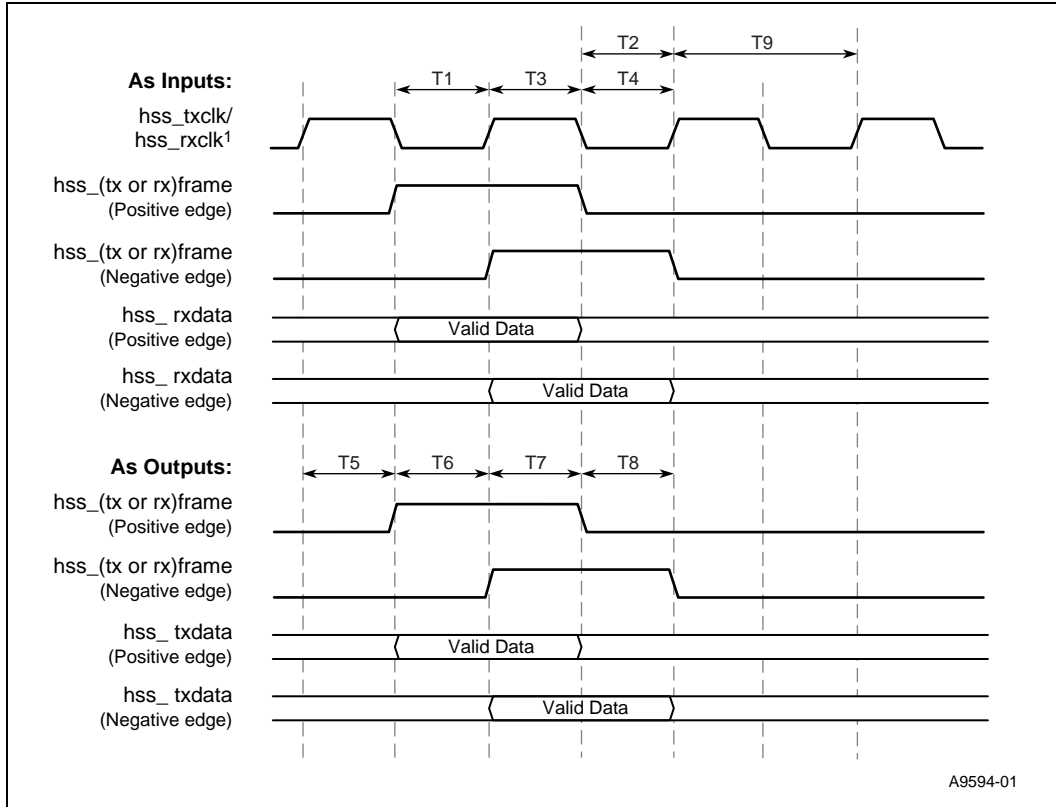 T2 T9
As Inputs: T1 T3 T4
hss_txclk/
hss_rxclk1
hss_(tx or rx)frame
(Positive edge)
hss_(tx or rx)frame
(Negative edge)
hss_ rxdata
(Positive edge)
Valid Data
hss_ rxdata
(Negative edge)
Valid Data
As Outputs: T5 T6 T7 T8
hss_(tx or rx)frame
(Positive edge)
hss_(tx or rx)frame
(Negative edge)
hss_ txdata
(Positive edge)
Valid Data
hss_ txdata
(Negative edge)
Valid Data
A9594-01